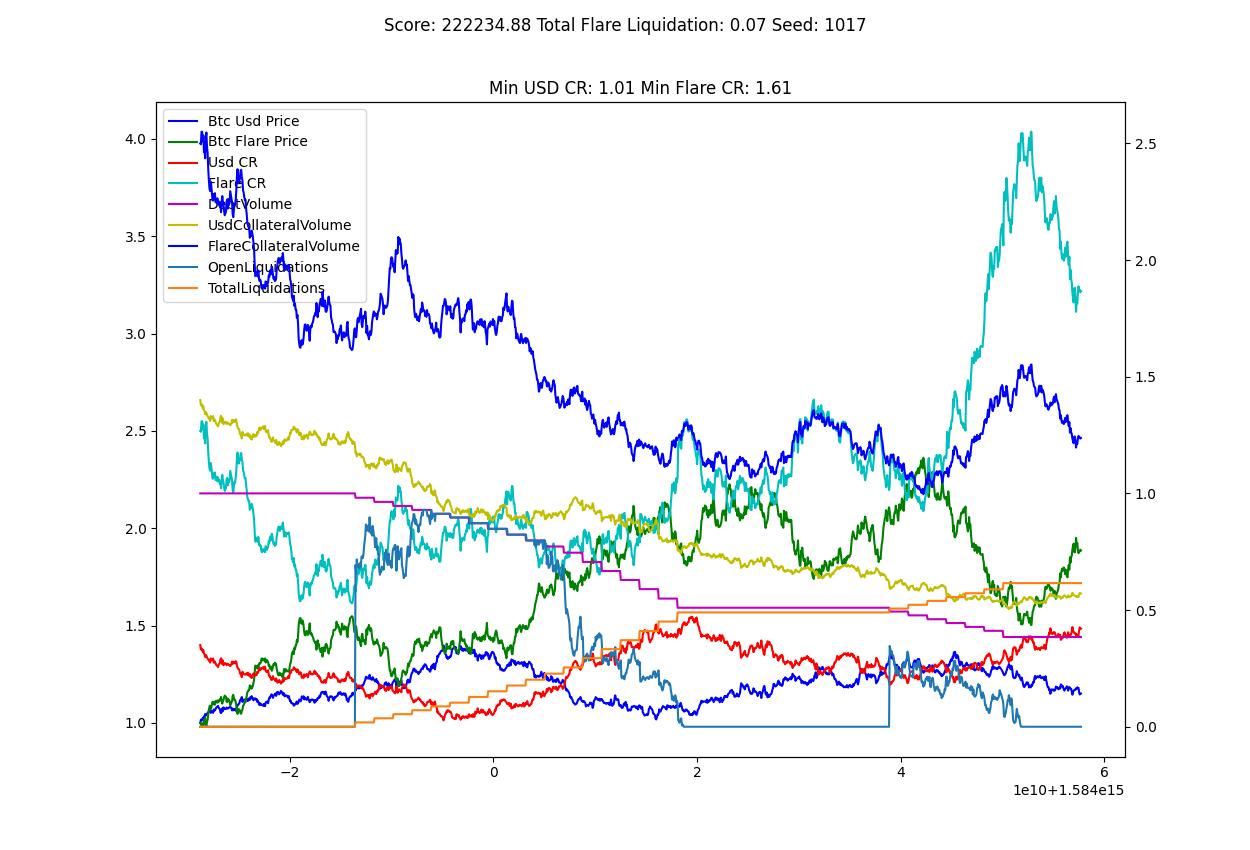 Score: 222234.88 Total Flare Liquidation: 0.07 Seed: 1017
Min USD CR: 1.01 Min Flare CR: 1.61
Btc Usd Price
Btc Flare Price
Usd CR
Flare CR
DebtVolume
UsdCollateralVolume
FlareCollateralVolume
OpenLiquidations
TotalLiquidations
4.0
3.5
3.0
2.5
2.0
1.5
1.0
2.5
2.0
1.5
1.0
0.5
0.0
−2
0
2
4
6
1e10+1.584e15